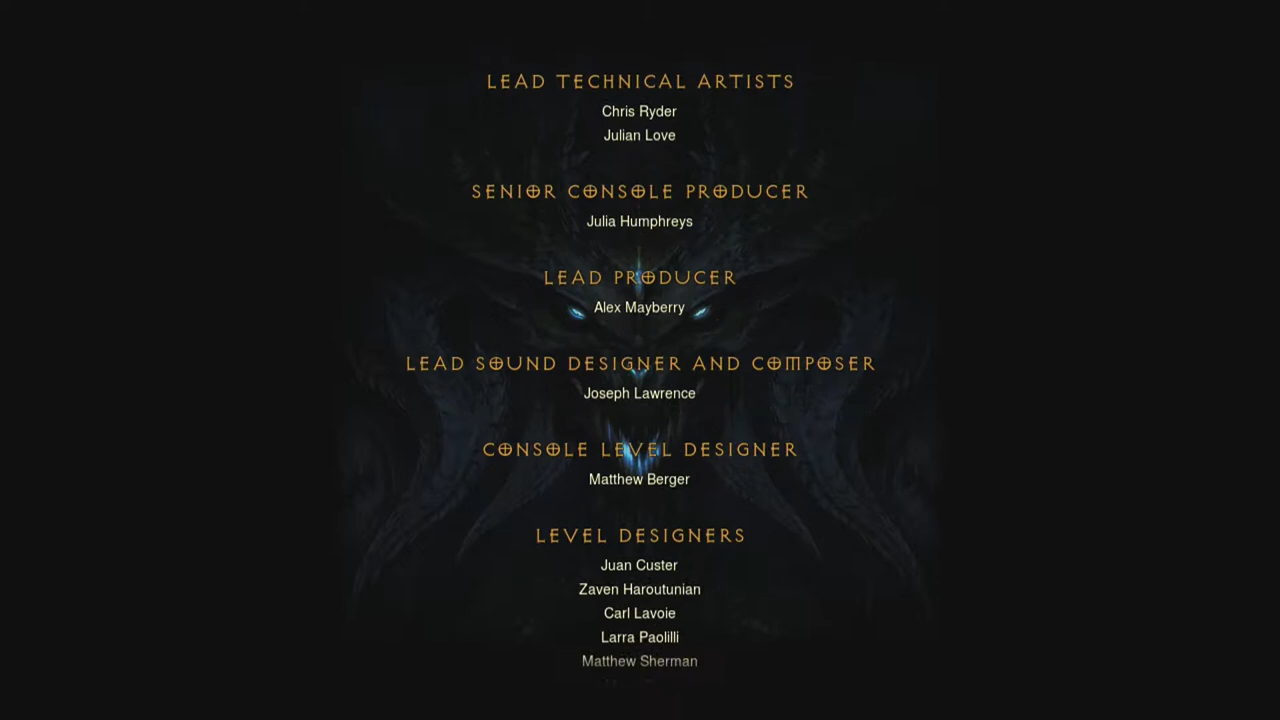 LEAD TECHNICAL ARTISTS
Chris Ryder
Julian Love
SENIOR CONSOLE PRODUCER
Julia Humphreys
LEAD PRODUCER
Alex Mayberry
LEAD SOUND DESIGNER AND COMPOSER
Joseph Lawrence
CONSOLE LEVEL DESIGNER
Matthew Berger
LEVEL DESIGNERS
Juan Custer
Zaven Haroutunian
Carl Lavoie
Larra Paolilli
Matthew Sherman